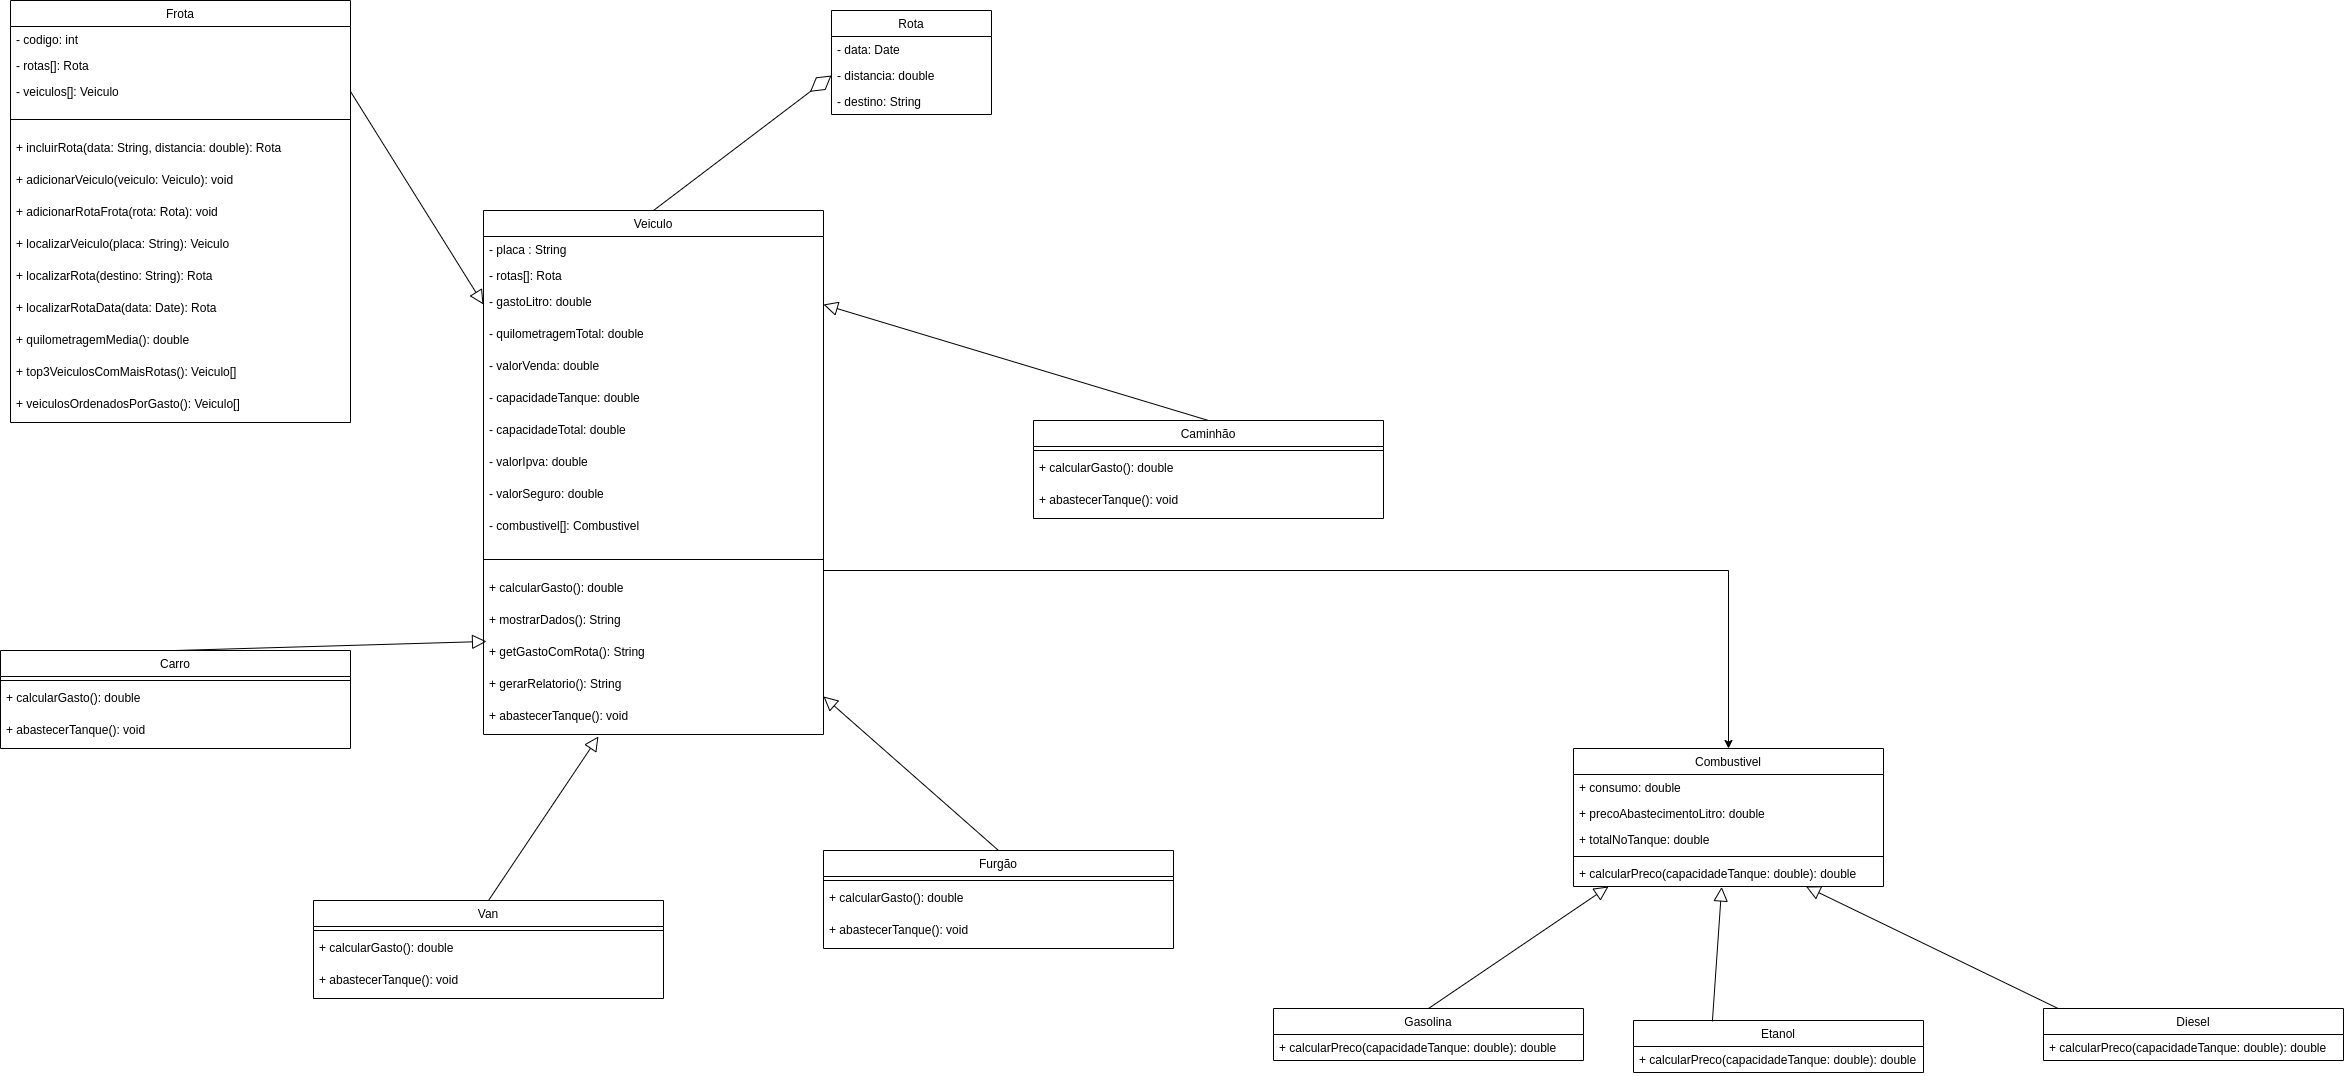 Frota
- codigo: int
- rotas[]: Rota
- veiculos[]: Veiculo
+ incluirRota(data: String, distancia: double): Rota
+ adicionarVeiculo(veiculo: Veiculo): void
+ adicionarRotaFrota(rota: Rota): void
+ localizarVeiculo(placa: String): Veiculo
+ localizarRota(destino: String): Rota
+ localizarRotaData(data: Date): Rota
+ quilometragemMedia(): double
+ top3VeiculosComMaisRotas(): Veiculo[]
+ veiculosOrdenadosPorGasto(): Veiculo[]
Rota
- data: Date
- distancia: double
- destino: String
Veiculo
- placa : String
- rotas[]: Rota
- gastoLitro: double
- quilometragemTotal: double
- valorVenda: double
- capacidadeTanque: double
- capacidadeTotal: double
- valorIpva: double
- valorSeguro: double
- combustivel[]: Combustivel
+ calcularGasto(): double
+ mostrarDados(): String
+ getGastoComRota(): String
+ gerarRelatorio(): String
+ abastecerTanque(): void
Caminhão
+ calcularGasto(): double
+ abastecerTanque(): void
Carro
+ calcularGasto(): double
+ abastecerTanque(): void
Van
+ calcularGasto(): double
+ abastecerTanque(): void
Furgão
+ calcularGasto(): double
+ abastecerTanque(): void
Combustivel
+ consumo: double
+ precoAbastecimentoLitro: double
+ totalNoTanque: double
+ calcularPreco(capacidadeTanque: double): double
Gasolina
+ calcularPreco(capacidadeTanque: double): double
Etanol
+ calcularPreco(capacidadeTanque: double): double
Diesel
+ calcularPreco(capacidadeTanque: double): double